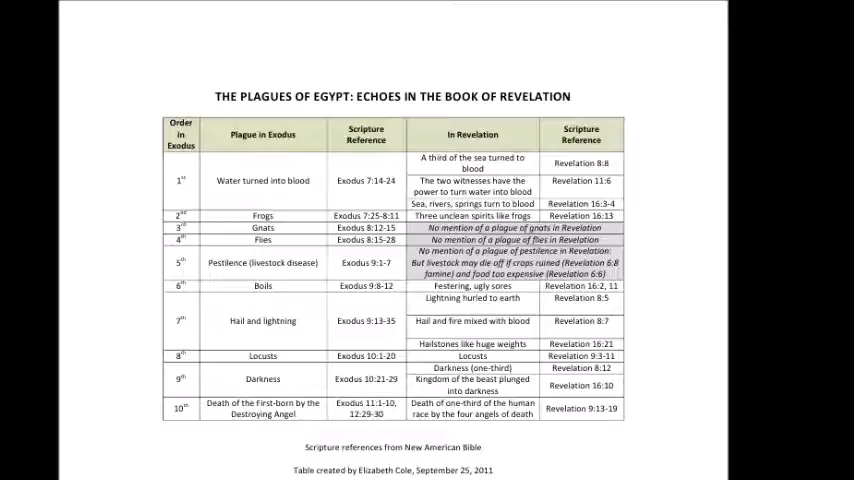 THE PLAGUES OF EGYPT: ECHOES IN THE BOOK OF REVELATION
Order in Exodus Plague in Exodus Scripture Reference In Revelation Scripture Reference
1st Water turned into blood Exodus 7:14-24 A third of the sea turned to blood Revelation 8:8
The two witnesses have the power to turn water into blood Revelation 11:6
Sea, rivers, springs turn to blood Revelation 16:3-4
2nd Frogs Exodus 7:25-8:11 Three unclean spirits like frogs Revelation 16:13
3rd Gnats Exodus 8:12-15 No mention of a plague of gnats in Revelation
4th Flies Exodus 8:15-28 No mention of a plague of flies in Revelation
5th Pestilence (livestock disease) Exodus 9:1-7 No mention of a plague of pestilence in Revelation:
But livestock may die off if crops ruined (Revelation 6:8
famine) and food too expensive (Revelation 6:6)
6th Boils Exodus 9:8-12 Festering, ugly sores Revelation 16:2, 11
7th Hail and lightning Exodus 9:13-35 Lightning hurled to earth Revelation 8:5
Hail and fire mixed with blood Revelation 8:7
Hailstones like huge weights Revelation 16:21
8th Locusts Exodus 10:1-20 Locusts Revelation 9:3-11
9th Darkness Exodus 10:21-29 Darkness (one-third) Revelation 8:12
Kingdom of the beast plunged into darkness Revelation 16:10
10th Death of the First-born by the Destroying Angel Exodus 11:1-10, 12:29-30 Death of one-third of the human race by the four angels of death Revelation 9:13-19
Scripture references from New American Bible
Table created by Elizabeth Cole, September 25, 2011